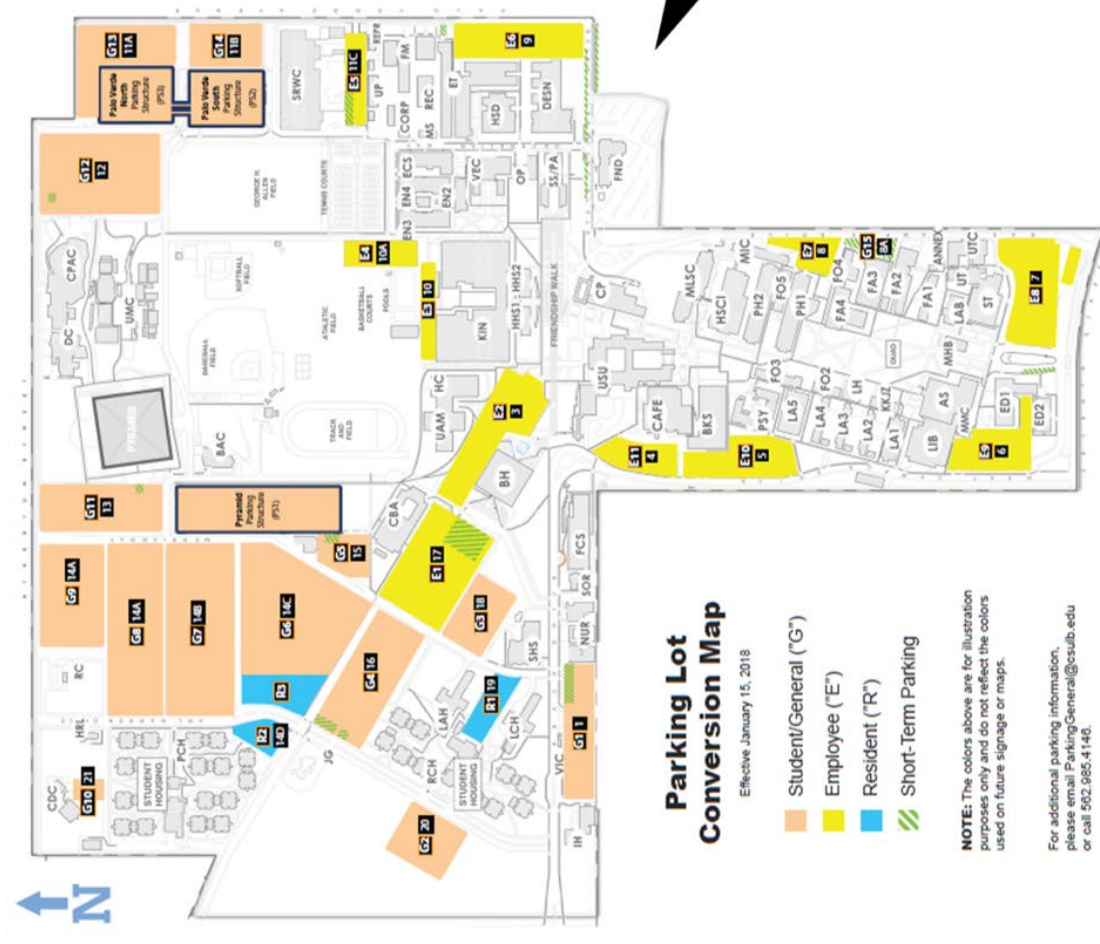 G13 11A
G14 11B
Palo Verde
North
Parking
Structure
(PS3)
Palo Verde
South
Parking
Structure
(PS2)
SRWC
E5 11C
REPR
UP
FM
CORP
REC
MS
ET
E6 9
HSD
DESN
G12 12
GEORGE H.
ALLEN
FIELD
TENNIS COURTS
ECS
EN4
EN3
EN2
VEC
OP
SS/PA
FND
CPAC
DC
UMC
SOFTBALL
FIELD
BASEBALL
FIELD
ATHLETIC
FIELD
BASKETBALL
COURTS
POOLS
E4 10A
E3 10
KIN
HHS1 - HHS2
FRIENDSHIP WALK
CP
MLSC
MIC
HSCI
PH2
FO5
PH1
E7 8
FO4
G15 8A
FA4
FA3
FA2
FA1
ANNEX
UTC
UT
LAB
ST
E8 7
PYRAMID
BAC
TRACK
AND
FIELD
HC
UAM
E2 3
BH
USU
CAFE
BKS
E11 4
E10 5
PSY
FO3
LA5
LA4
LA3
LA2
LA1
FO2
LH
KKJZ
QUAD
MHB
AS
MMC
LIB
E9 6
ED1
ED2
G11 13
Pyramid
Parking
Structure
(PS1)
CBA
G5 15
E1 17
G3 18
FCS
SOR
NUR
SHS
G9 14A
G8 14A
G7 14B
G6 14C
G4 16
R3
R2 14D
R1 19
RC
HRL
PCH
CDC
G10 21
STUDENT
HOUSING
JG
LAH
LCH
RCH
STUDENT
HOUSING
VIC
G1 1
G2 20
IH
N
Parking Lot
Conversion Map
Effective January 15, 2018
Student/General ("G")
Employee ("E")
Resident ("R")
Short-Term Parking
NOTE: The colors above are for illustration
purposes only and do not reflect the colors
used on future signage or maps.
For additional parking information,
please email ParkingGeneral@csulb.edu
or call 562.985.4146.